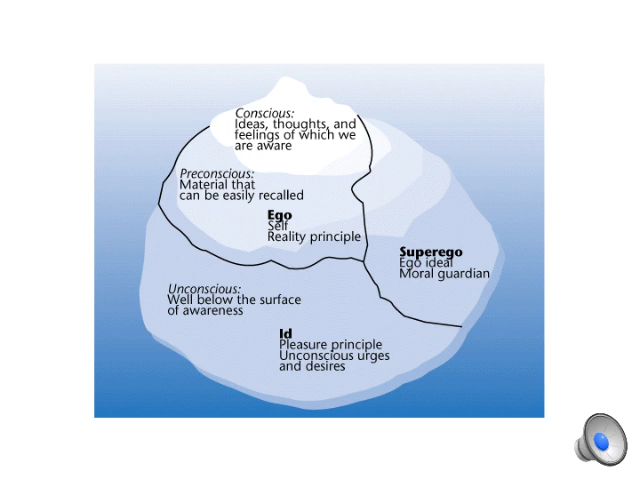 Conscious:
Ideas, thoughts, and
feelings of which we
are aware
Preconscious:
Material that
can be easily recalled
Ego
Self
Reality principle
Superego
Ego ideal
Moral guardian
Unconscious:
Well below the surface
of awareness
Id
Pleasure principle
Unconscious urges
and desires